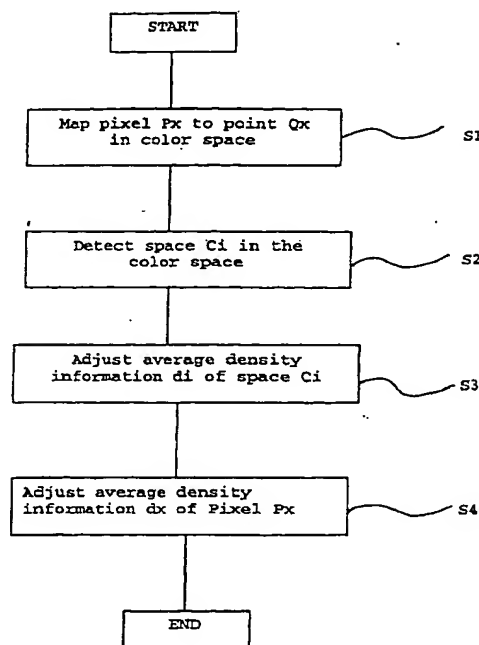 START
Map pixel Px to point Qx
in color space
S1
Detect space Ci in the
color space
S2
Adjust average density
information di of space Ci
S3
Adjust average density
information dx of Pixel Px
S4
END